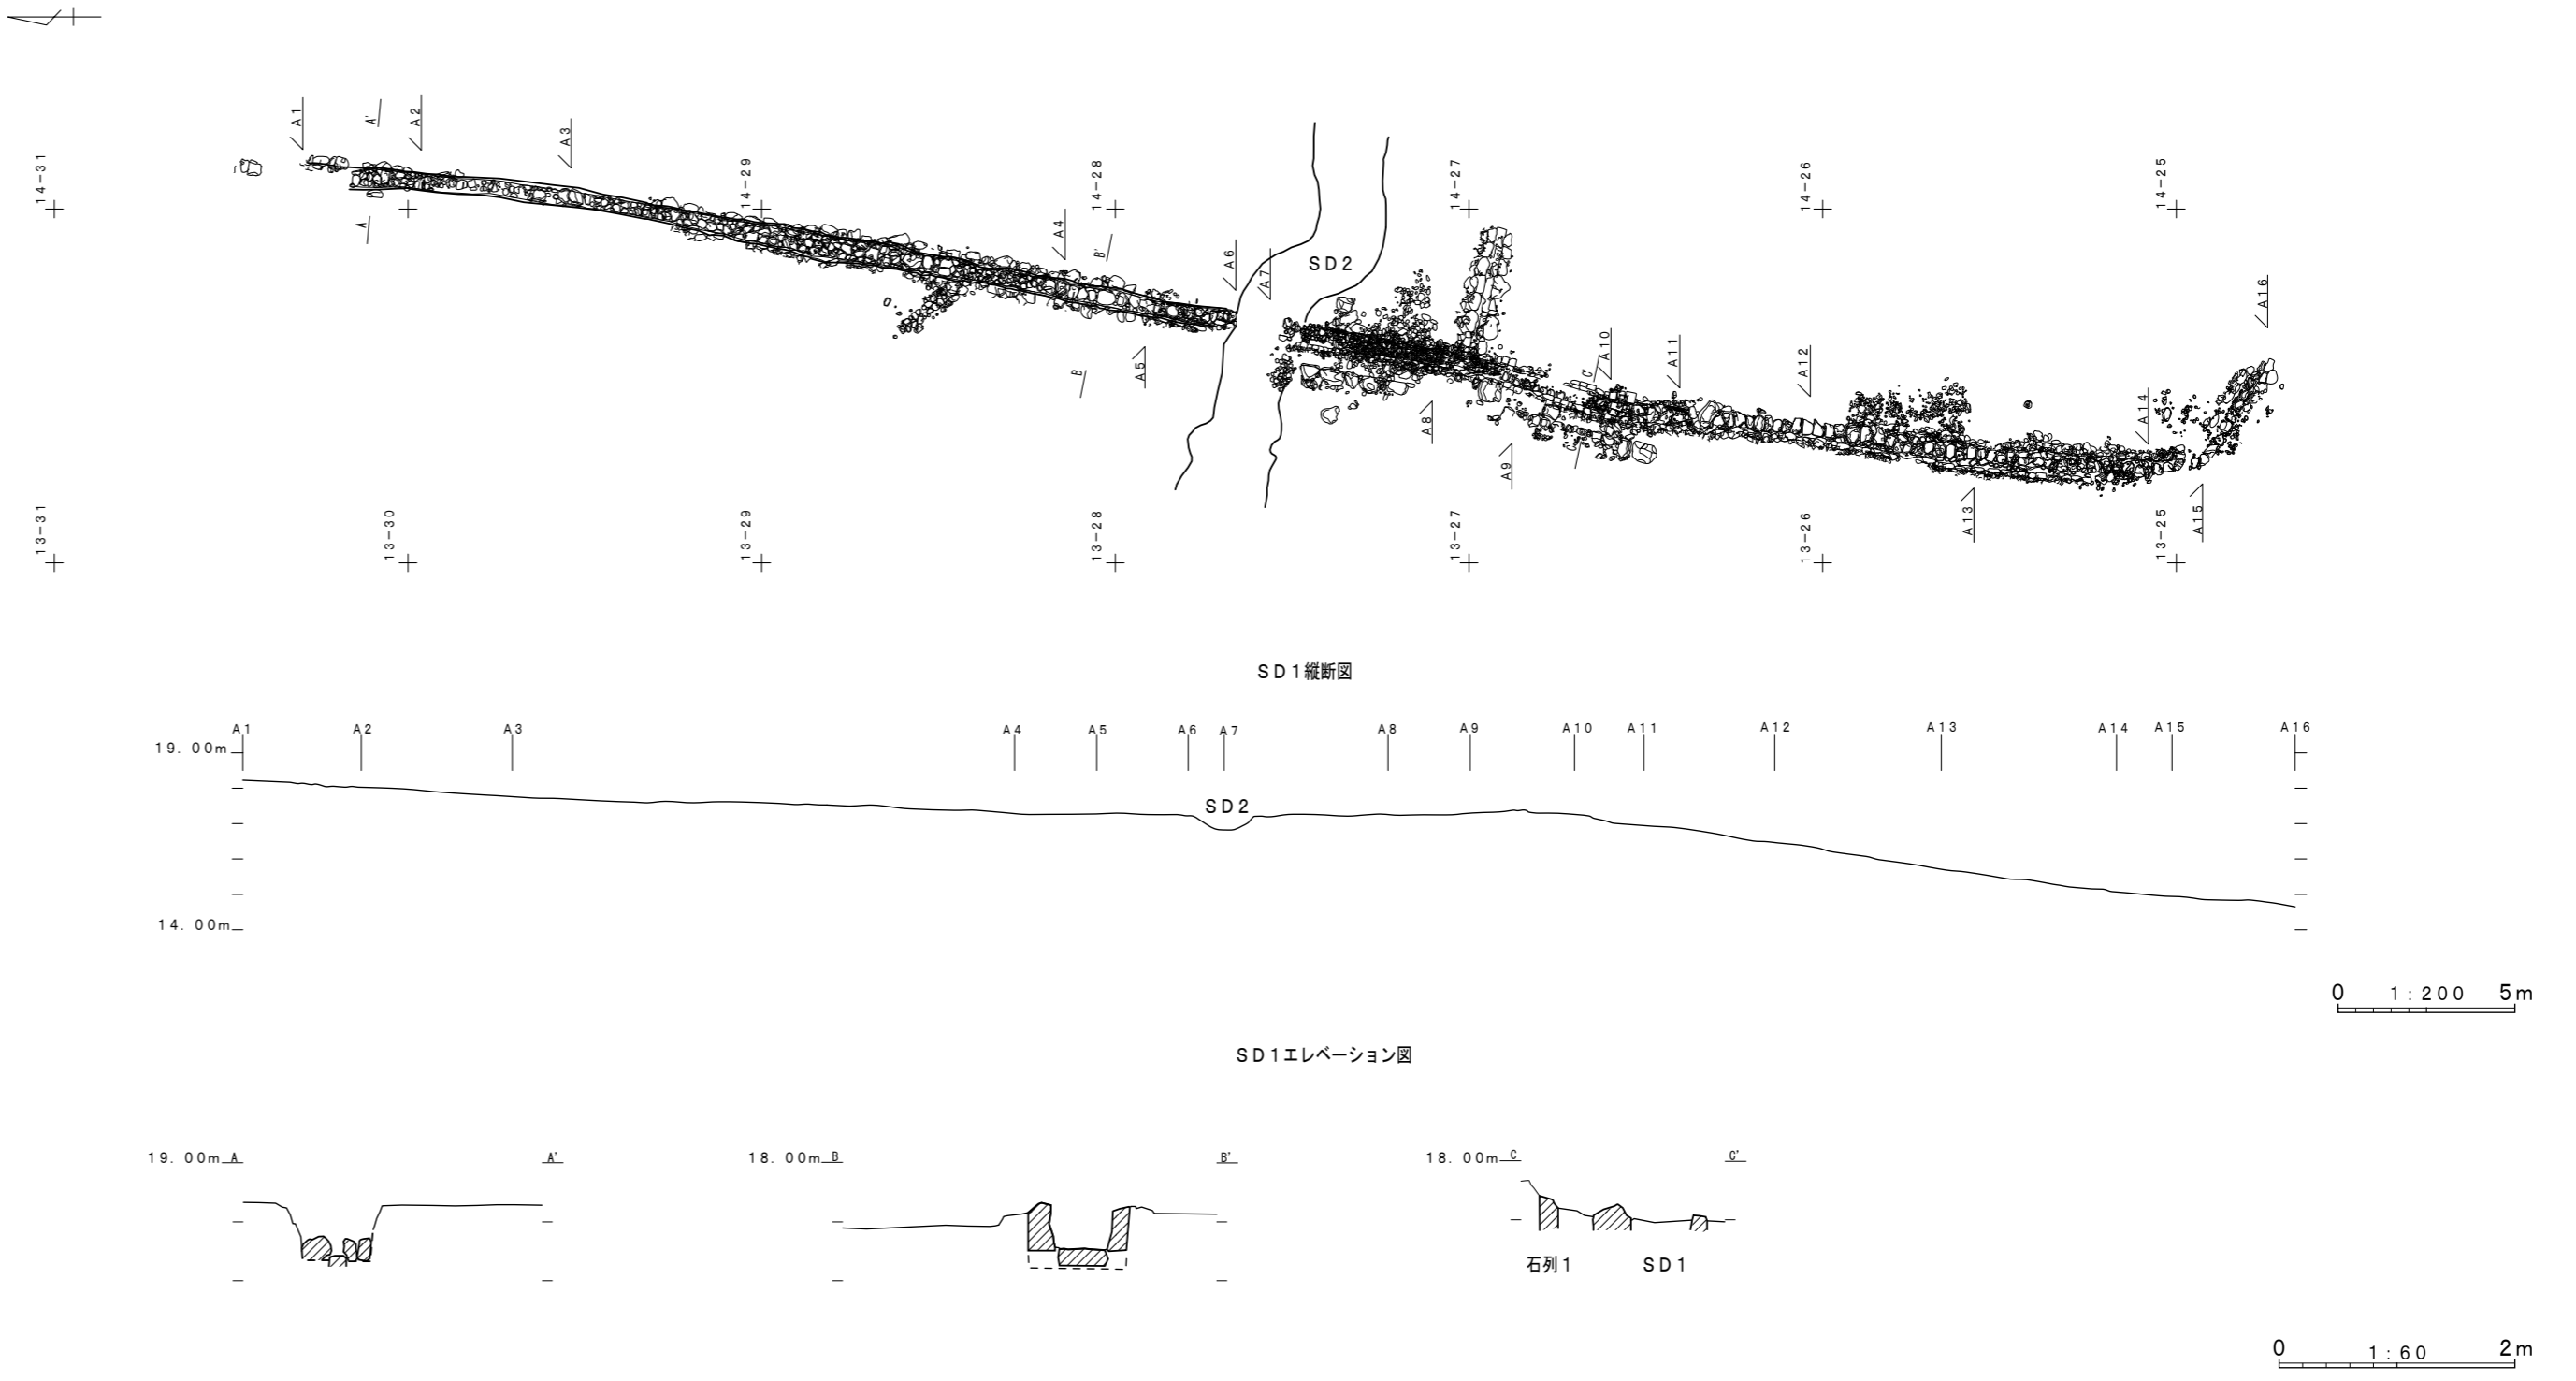 A1
A'
A2
A3
14-31
14-29
14-28
14-27
14-26
14-25
A
A4
B'
A6
A7
SD2
A16
B
A5
A8
A9
C'
A10
A11
A12
A14
A13
A15
13-31
13-30
13-29
13-28
13-27
13-26
13-25
SD1縦断図
A1 A2 A3 A4 A5 A6 A7 A8 A9 A10 A11 A12 A13 A14 A15 A16
19.00m
SD2
14.00m
0 1:200 5m
SD1エレベーション図
19.00m A A'
18.00m B B'
18.00m C C'
石列1 SD1
0 1:60 2m